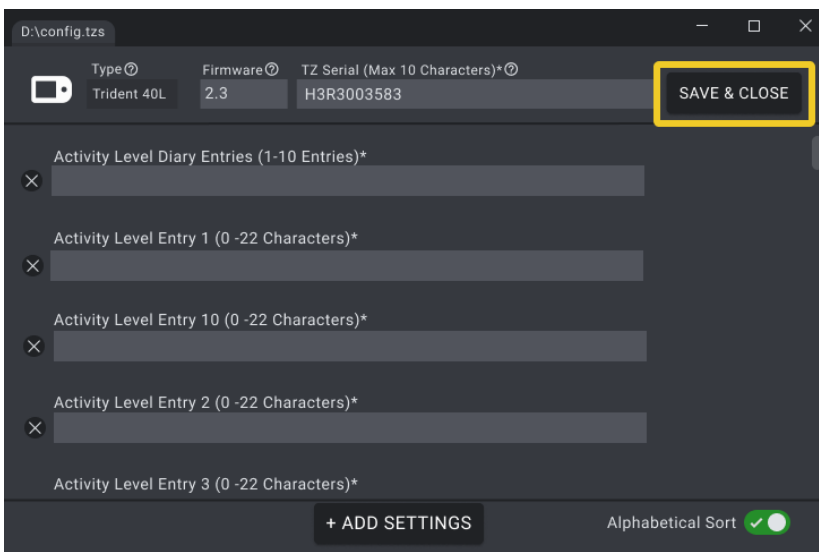 D:\config.tzs
Type Firmware TZ Serial (Max 10 Characters)*
Trident 40L 2.3 H3R3003583 SAVE & CLOSE
Activity Level Diary Entries (1-10 Entries)*
Activity Level Entry 1 (0 -22 Characters)*
Activity Level Entry 10 (0 -22 Characters)*
Activity Level Entry 2 (0 -22 Characters)*
Activity Level Entry 3 (0 -22 Characters)*
+ ADD SETTINGS Alphabetical Sort